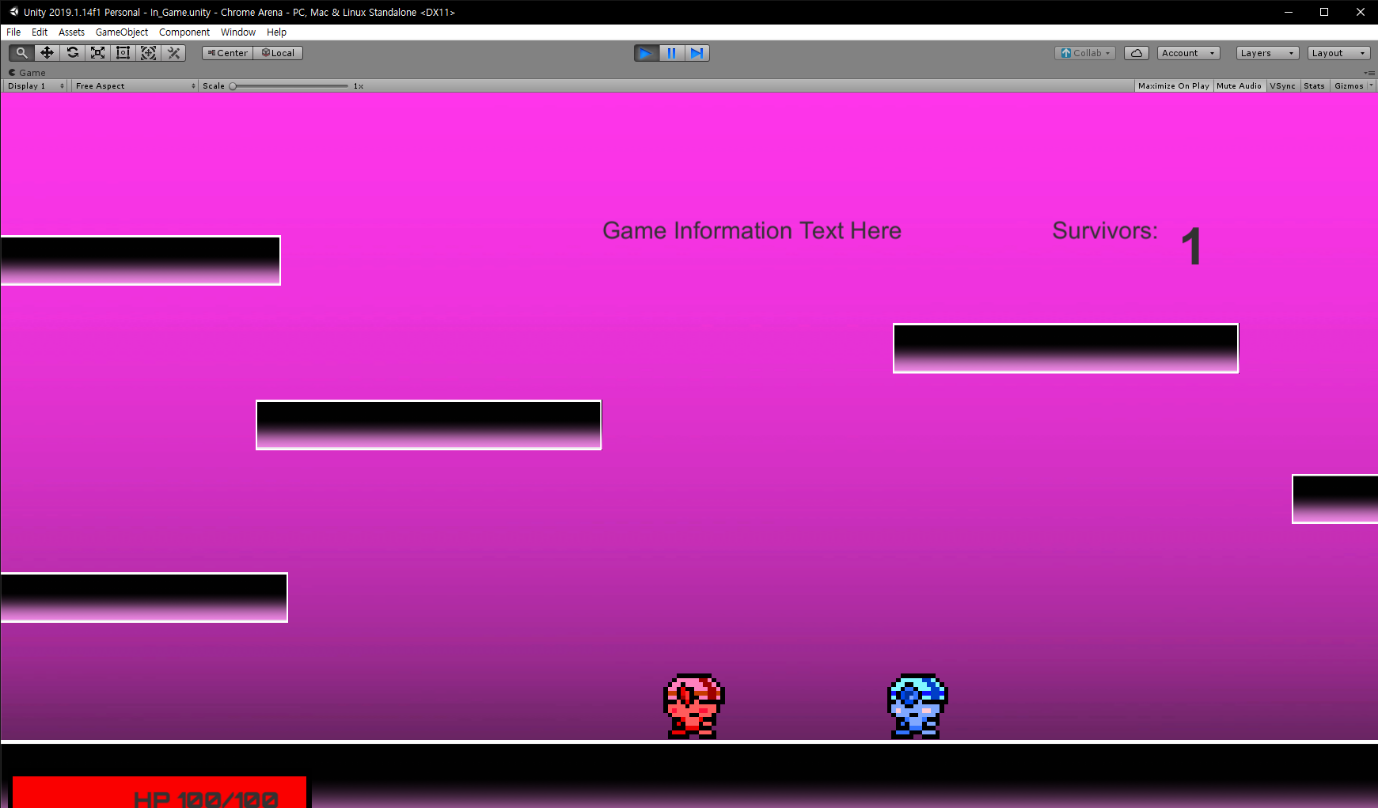 Unity 2019.1.14f1 Personal - In_Game.unity - Chrome Arena - PC, Mac & Linux Standalone <DX11>
File Edit Assets GameObject Component Window Help
Center Local Collab Account Layers Layout
Game
Display 1 Free Aspect Scale 1x Maximize On Play Mute Audio VSync Stats Gizmos
Game Information Text Here Survivors: 1
HP 100/100